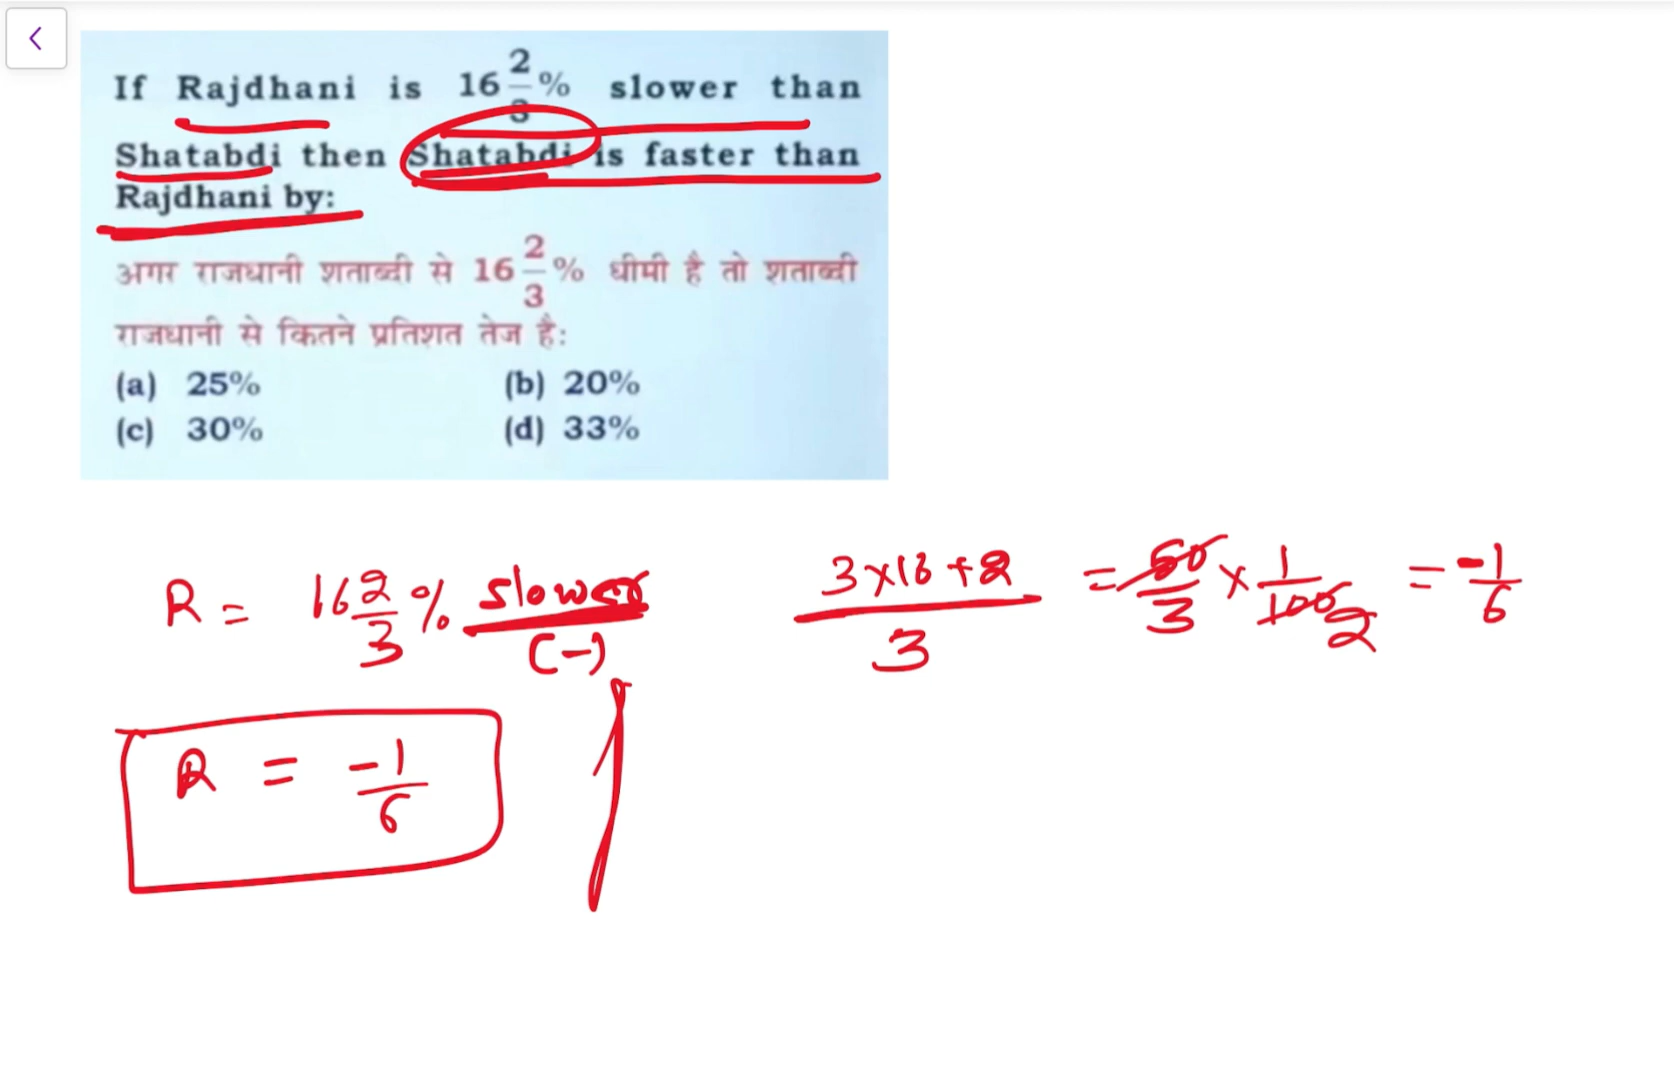 If Rajdhani is 16 2/3 % slower than
Shatabdi then Shatabdi is faster than
Rajdhani by:
अगर राजधानी शताब्दी से 16 2/3 % धीमी है तो शताब्दी
राजधानी से कितने प्रतिशत तेज है:
(a) 25% (b) 20%
(c) 30% (d) 33%
R = 16 2/3 % slower (-)
3×16+2/3 = 50/3 × 1/100 2 = -1/6
R = -1/6